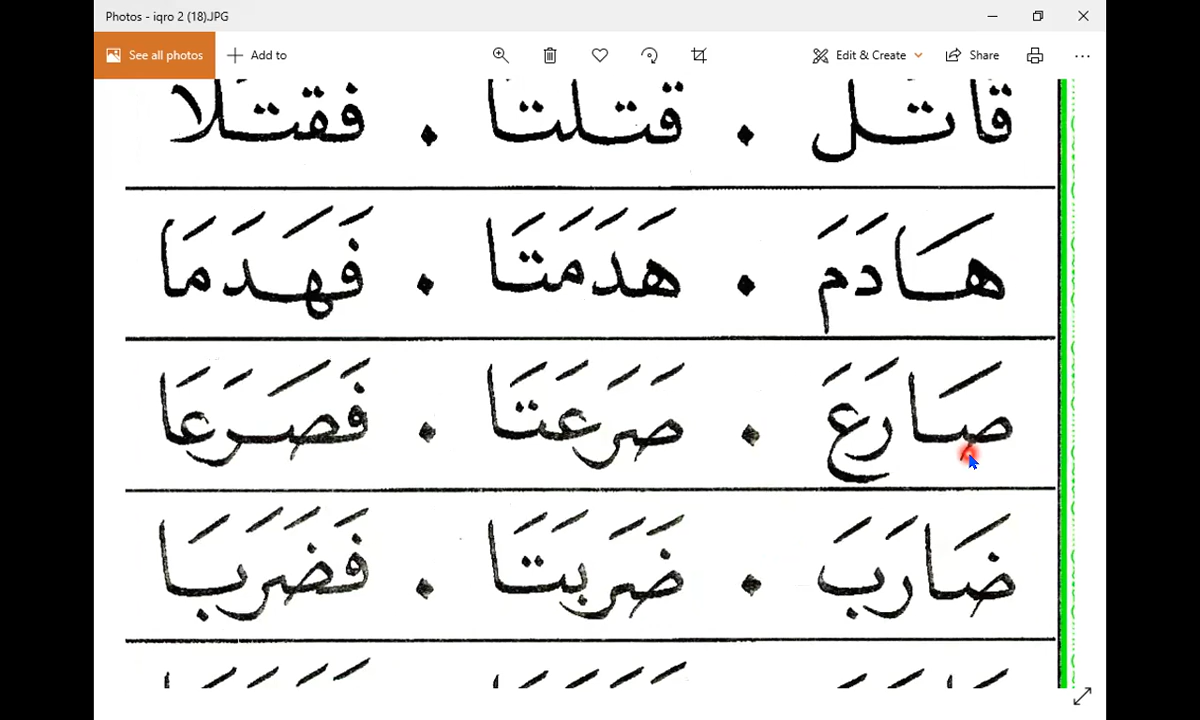 Photos - iqro 2 (18).JPG
See all photos + Add to Edit & Create Share
قاتل . قتلتا . فقتلا
هَادَمَ . هَدَمَتَا . فَهَدَمَا
صَارَعَ . صَرَعَتَا . فَصَرَعَا
ضَارَبَ . ضَرَبَتَا . فَضَرَبَا